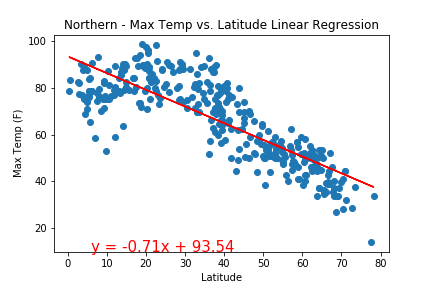 Northern - Max Temp vs. Latitude Linear Regression
100
80
60
40
20
Max Temp (F)
y = -0.71x + 93.54
0 10 20 30 40 50 60 70 80
Latitude